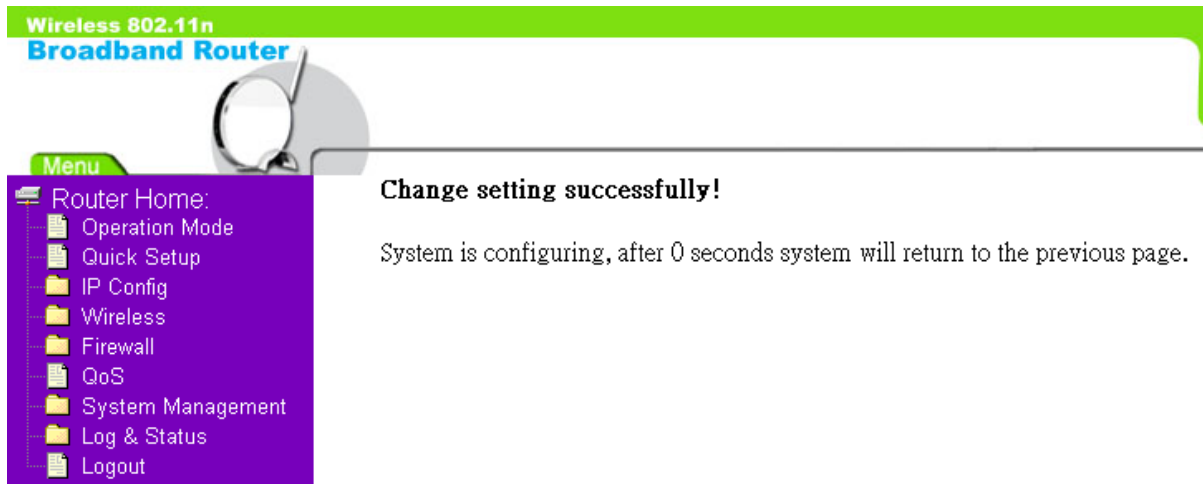 Wireless 802.11n
Broadband Router
Menu
Router Home:
Operation Mode
Quick Setup
IP Config
Wireless
Firewall
QoS
System Management
Log & Status
Logout
Change setting successfully!
System is configuring, after 0 seconds system will return to the previous page.